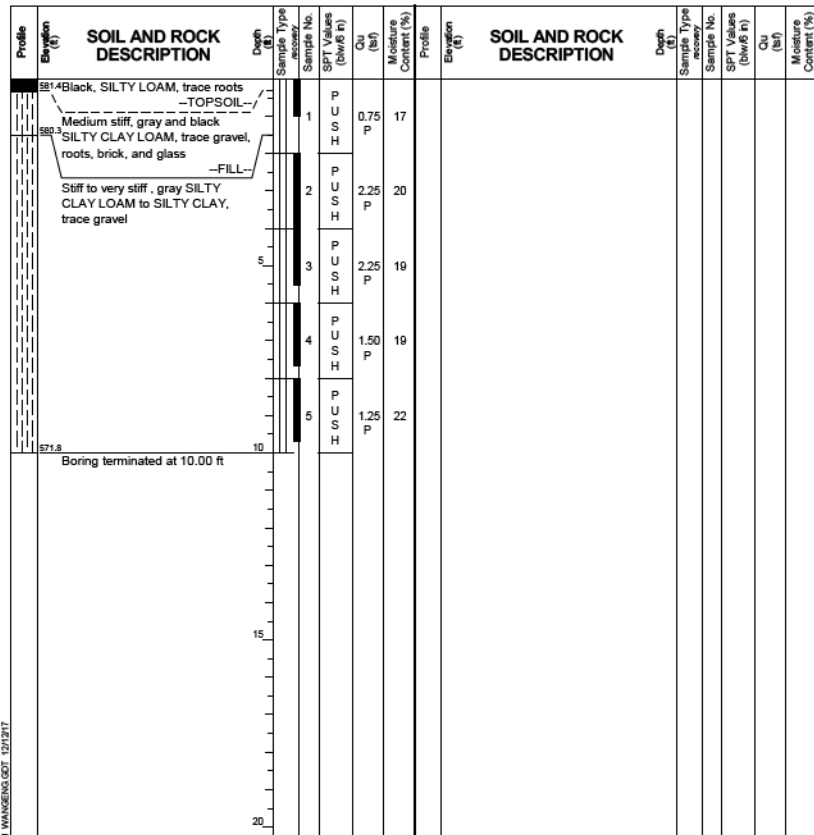 Profile
Elevation (ft)
SOIL AND ROCK DESCRIPTION
Depth (ft)
Sample Type
recovery
Sample No.
SPT Values (blw/6 in)
Qu (tsf)
Moisture Content (%)
Profile
Elevation (ft)
SOIL AND ROCK DESCRIPTION
Depth (ft)
Sample Type
recovery
Sample No.
SPT Values (blw/6 in)
Qu (tsf)
Moisture Content (%)
581.4 Black, SILTY LOAM, trace roots
--TOPSOIL--
Medium stiff, gray and black
580.3 SILTY CLAY LOAM, trace gravel,
roots, brick, and glass
--FILL--
Stiff to very stiff , gray SILTY
CLAY LOAM to SILTY CLAY,
trace gravel
1 PUSH 0.75 P 17
2 PUSH 2.25 P 20
5
3 PUSH 2.25 P 19
4 PUSH 1.50 P 19
5 PUSH 1.25 P 22
571.8
10
Boring terminated at 10.00 ft
15
20
WANGENG.GDT 12/12/17